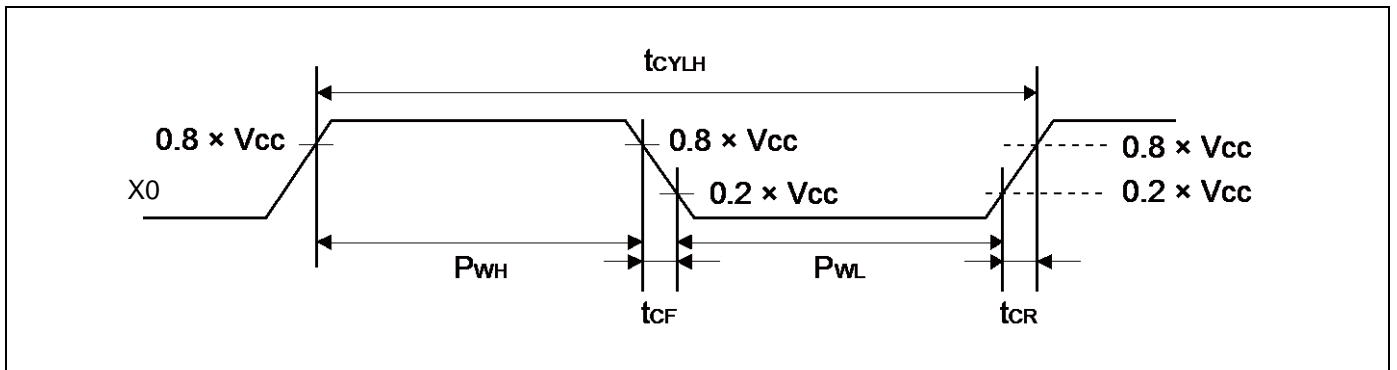 tCYLH
0.8 × Vcc
0.8 × Vcc
0.8 × Vcc
X0
0.2 × Vcc
0.2 × Vcc
PWH
PWL
tCF
tCR